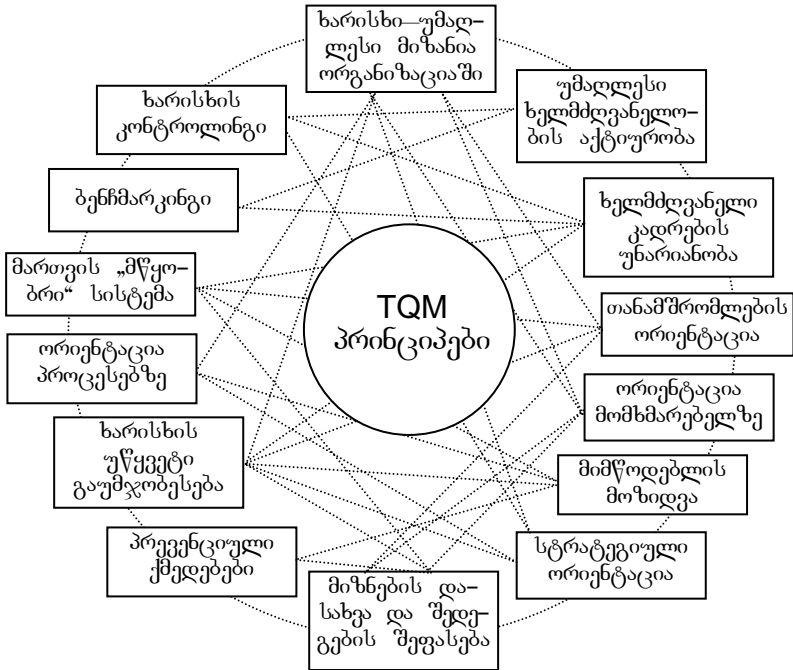 ხარისხი—უმაღ-
ლესი მიზანია
ორგანიზაციაში
უმაღლესი
ხელმძღვანელო-
ბის აქტიურობა
ხარისხის
კონტროლინგი
ბენჩმარკინგი
ხელმძღვანელი
კადრების
უნარიანობა
მართვის „მწყო-
ბრი“ სისტემა
TQM
პრინციპები
თანამშრომლების
ორიენტაცია
ორიენტაცია
პროცესებზე
ორიენტაცია
მომხმარებელზე
ხარისხის
უწყვეტი
გაუმჯობესება
მიმწოდებლის
მოზიდვა
პრევენციული
ქმედებები
სტრატეგიული
ორიენტაცია
მიზნების და-
სახვა და შედე-
გების შეფასება